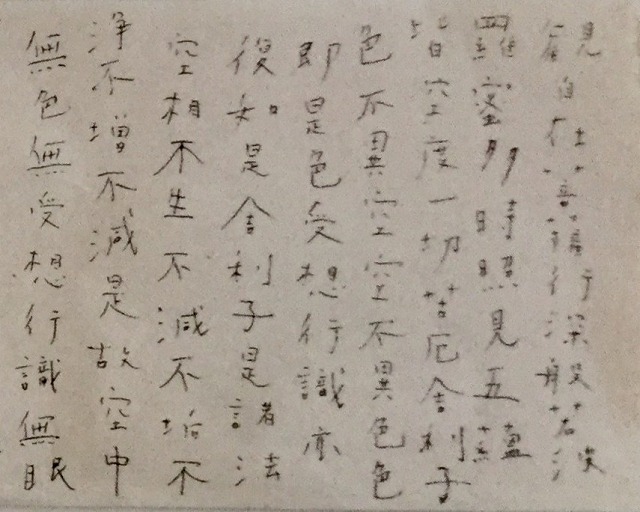 觀自在菩薩行深般若波
羅蜜多時照見五蘊
皆空度一切苦厄舍利子
色不異空空不異色色
即是色受想行識亦
復如是舍利子是諸法
空相不生不滅不垢不
淨不增不減是故空中
無色無受想行識無眼